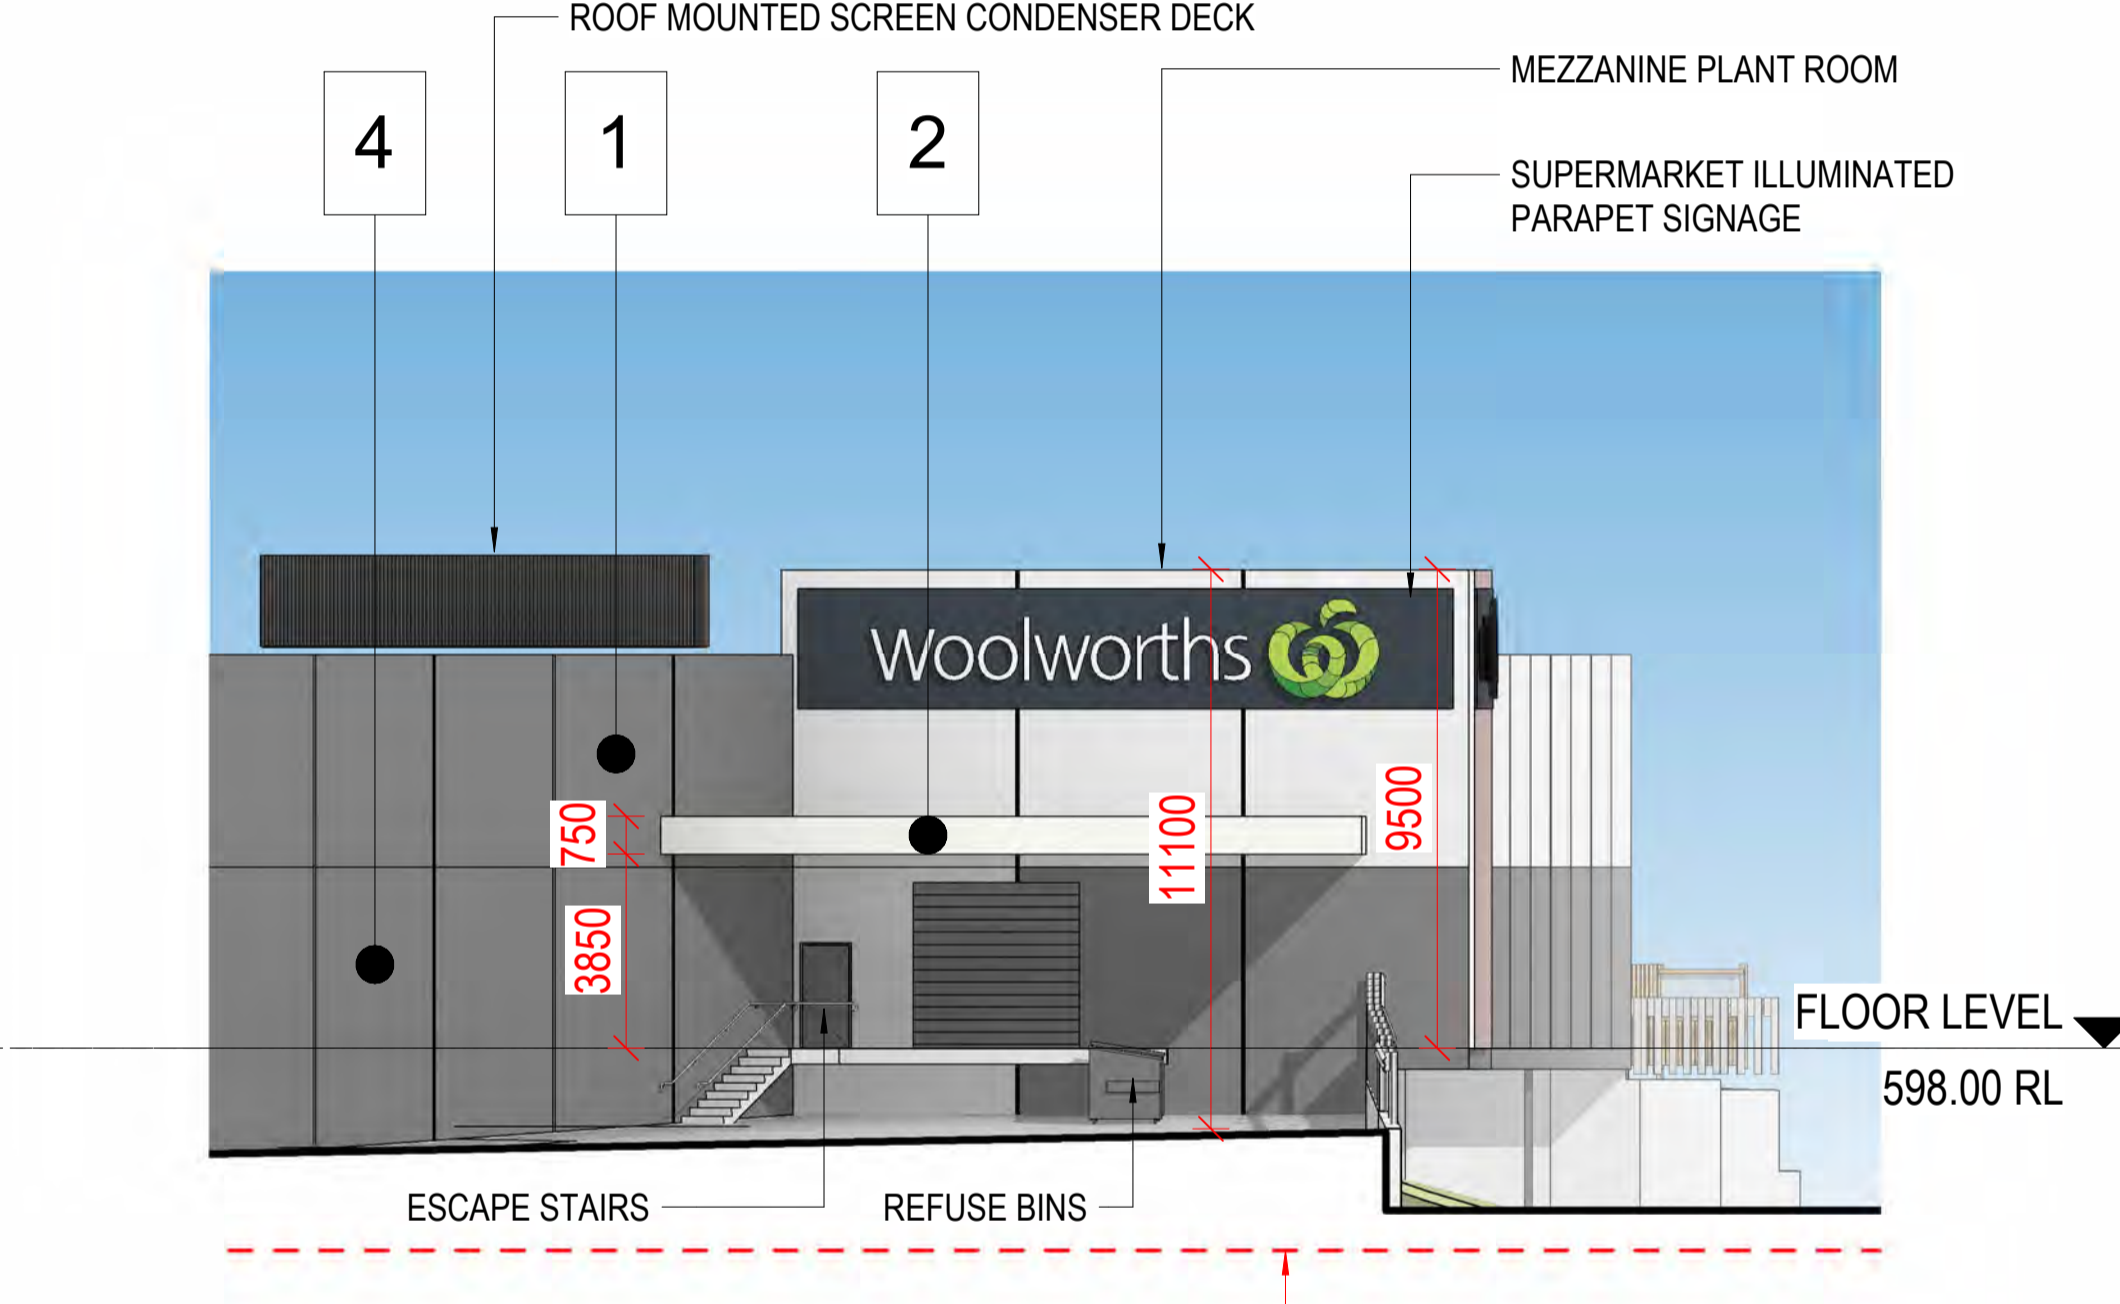 ROOF MOUNTED SCREEN CONDENSER DECK
MEZZANINE PLANT ROOM
4
1
2
SUPERMARKET ILLUMINATED
PARAPET SIGNAGE
Woolworths
750
3850
11100
9500
FLOOR LEVEL
598.00 RL
ESCAPE STAIRS
REFUSE BINS